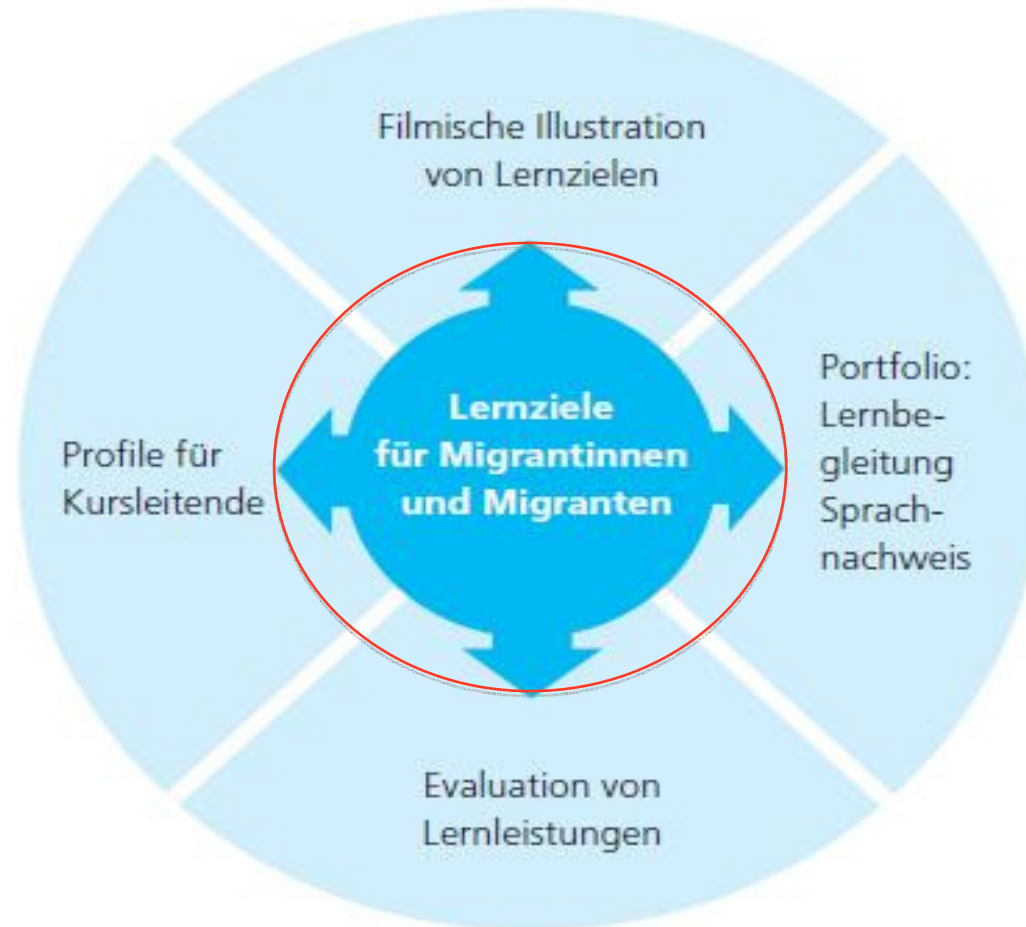 Filmische Illustration
von Lernzielen
Lernziele
für Migrantinnen
und Migranten
Profile für
Kursleitende
Portfolio:
Lernbe-
gleitung
Sprach-
nachweis
Evaluation von
Lernleistungen